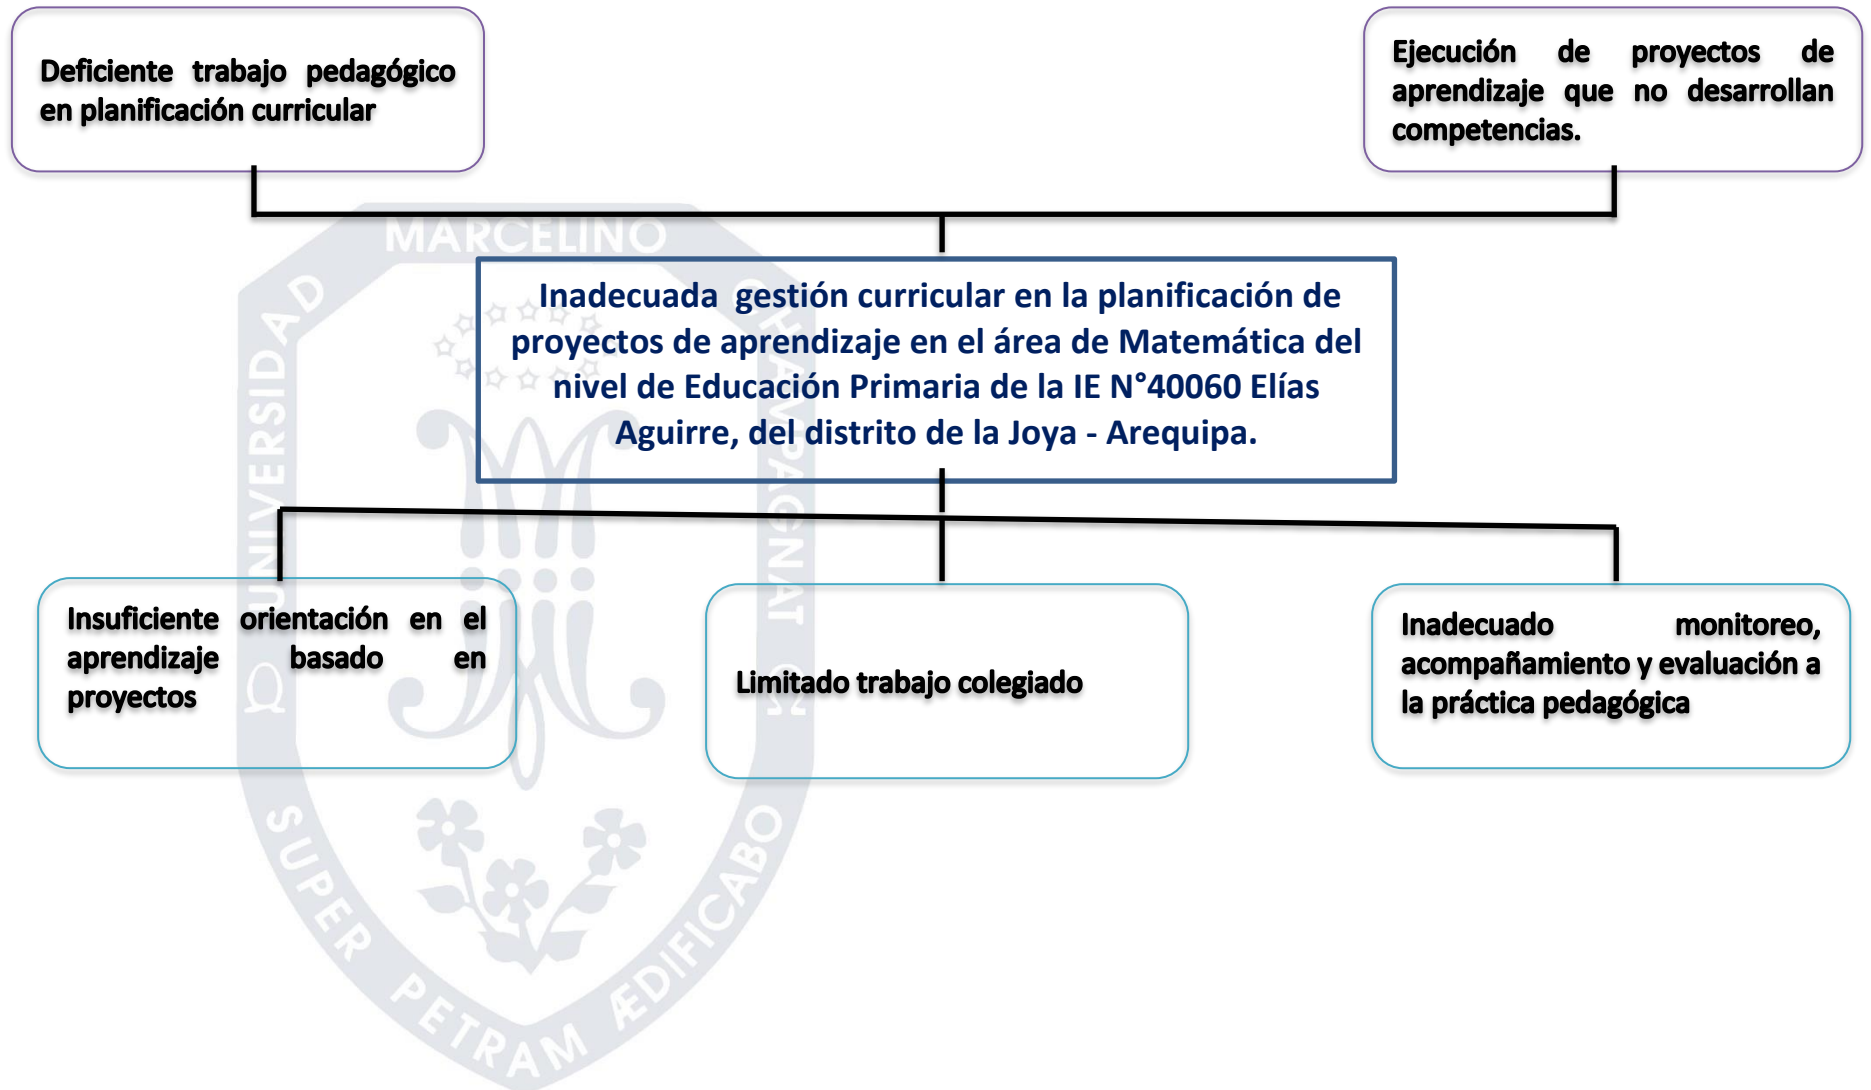 Deficiente trabajo pedagógico
en planificación curricular
Ejecución de proyectos de
aprendizaje que no desarrollan
competencias.
MARCELINO
CHAMPAGNAT
UNIVERSIDAD
Inadecuada gestión curricular en la planificación de
proyectos de aprendizaje en el área de Matemática del
nivel de Educación Primaria de la IE N°40060 Elías
Aguirre, del distrito de la Joya - Arequipa.
Insuficiente orientación en el
aprendizaje basado en
proyectos
Limitado trabajo colegiado
Inadecuado monitoreo,
acompañamiento y evaluación a
la práctica pedagógica
SUPER PETRAM ÆDIFICABO